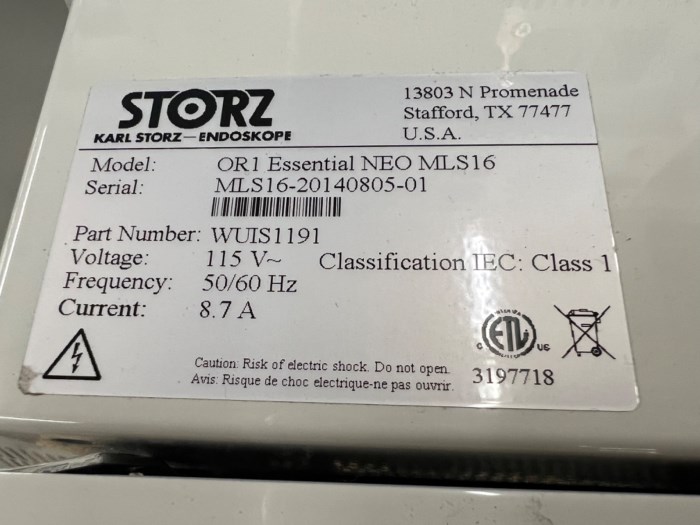 STORZ
KARL STORZ—ENDOSKOPE
13803 N Promenade
Stafford, TX 77477
U.S.A.
Model: OR1 Essential NEO MLS16
Serial: MLS16-20140805-01
Part Number: WUIS1191
Voltage: 115 V~ Classification IEC: Class 1
Frequency: 50/60 Hz
Current: 8.7 A
Caution: Risk of electric shock. Do not open.
Avis: Risque de choc electrique-ne pas ouvrir.
C ETL US
3197718